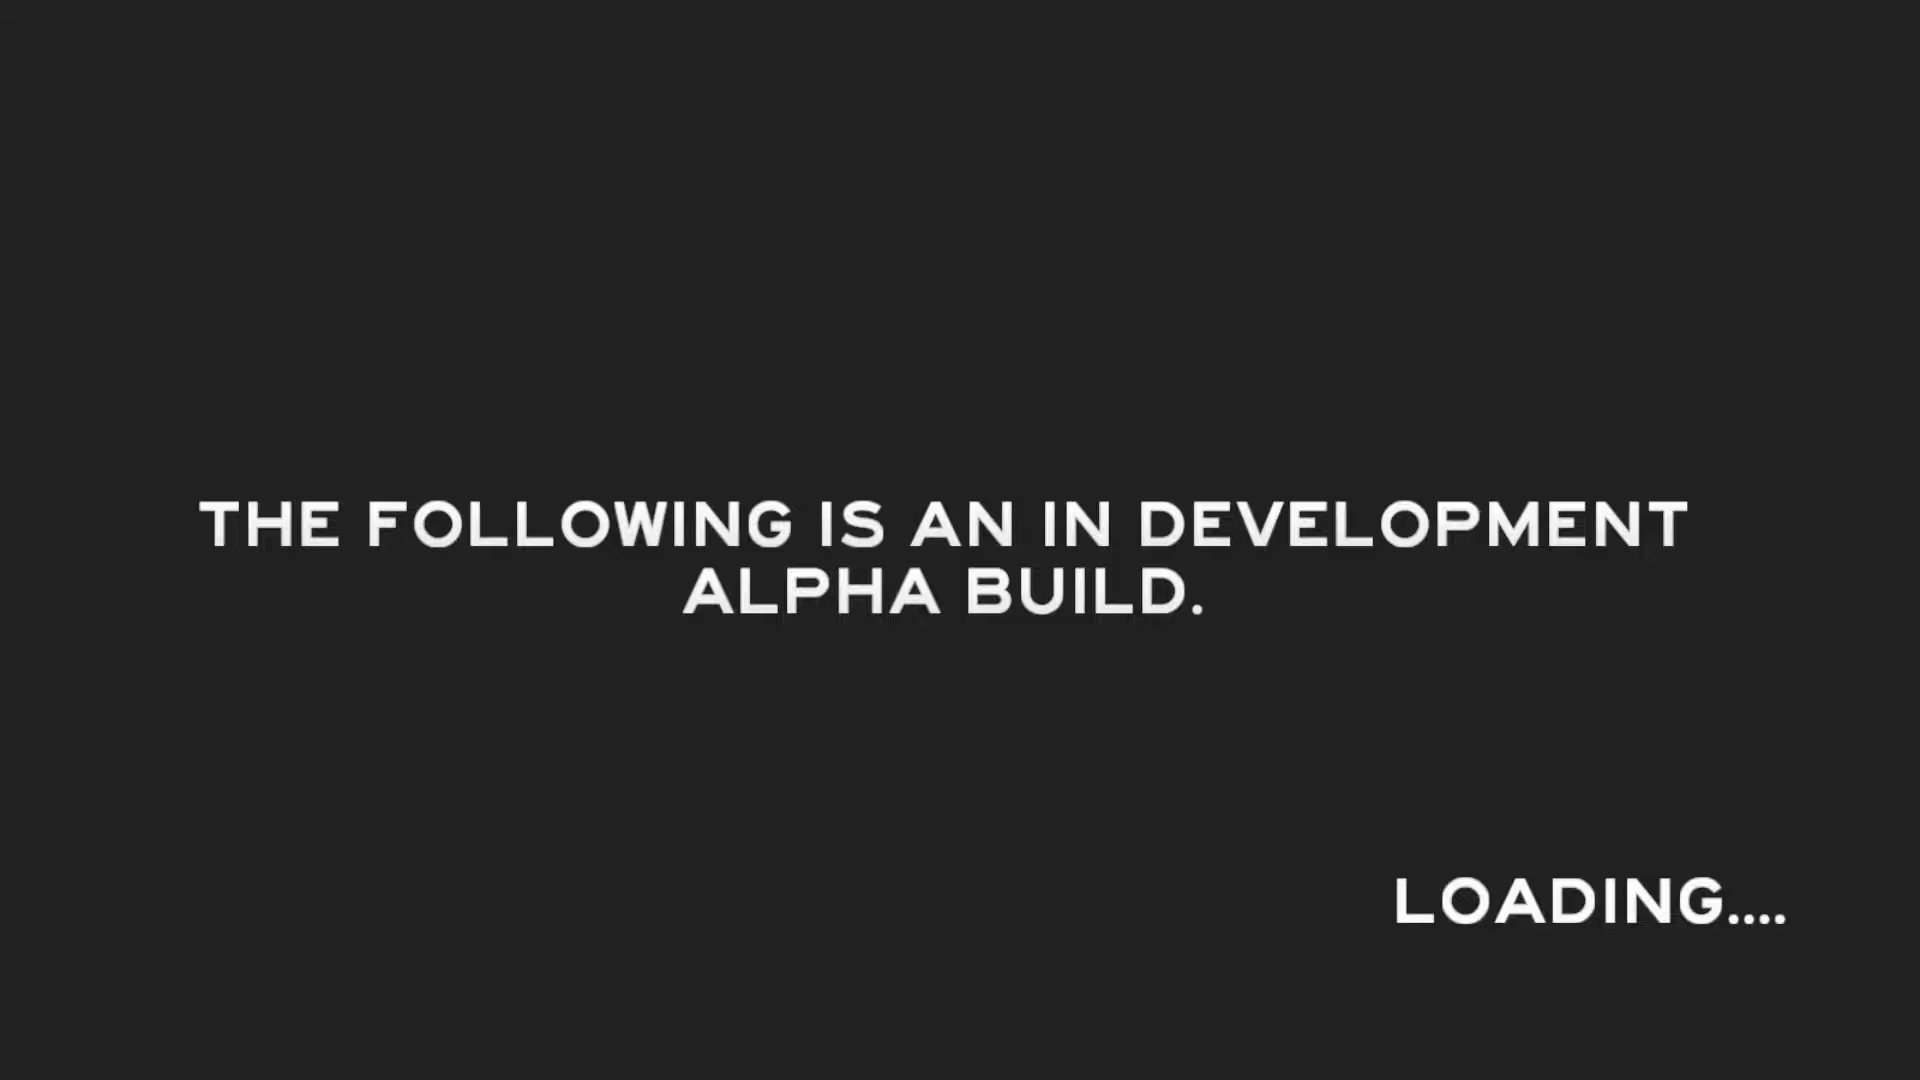 THE FOLLOWING IS AN IN DEVELOPMENT
ALPHA BUILD.
LOADING....